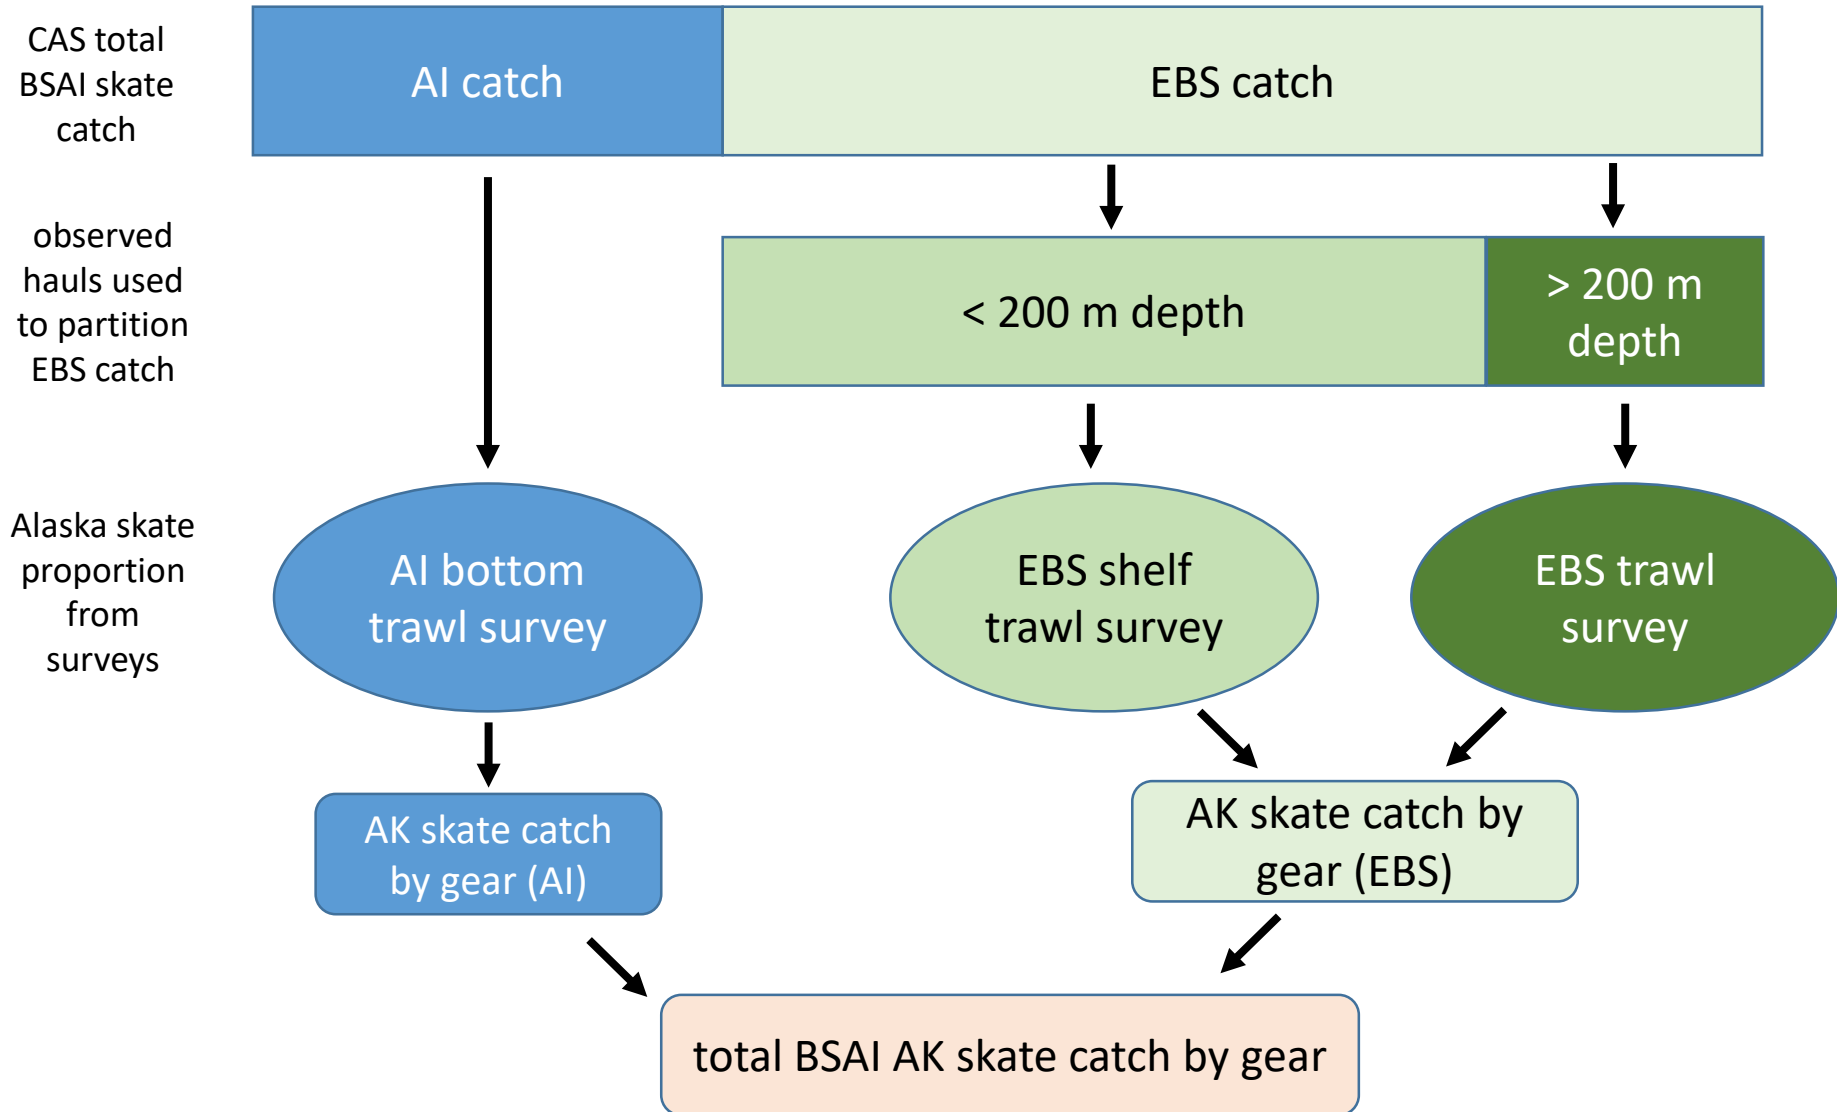 CAS total
BSAI skate
catch
AI catch
EBS catch
observed
hauls used
to partition
EBS catch
< 200 m depth
> 200 m
depth
Alaska skate
proportion
from
surveys
AI bottom
trawl survey
EBS shelf
trawl survey
EBS trawl
survey
AK skate catch
by gear (AI)
AK skate catch by
gear (EBS)
total BSAI AK skate catch by gear